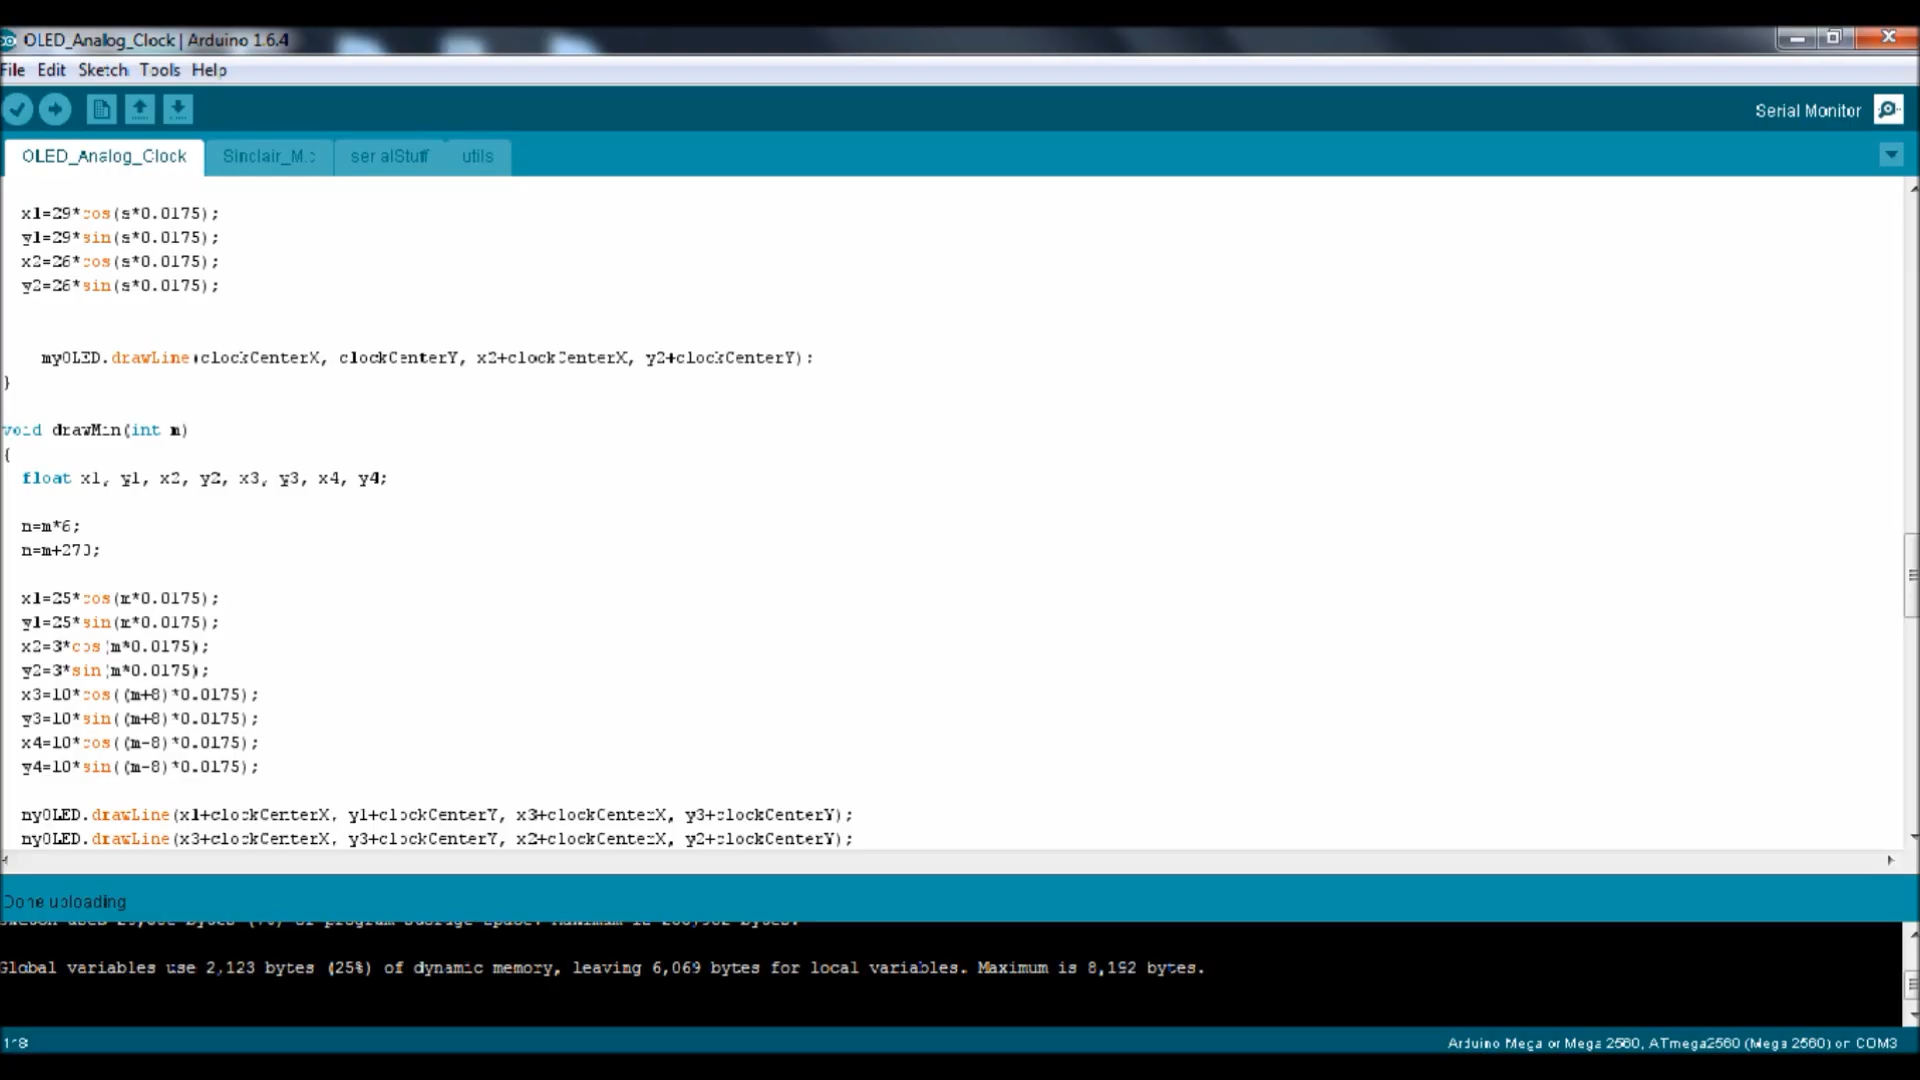 OLED_Analog_Clock | Arduino 1.6.4
File Edit Sketch Tools Help
Serial Monitor
OLED_Analog_Clock Sinclair_M.c serialStuff utils
x1=29*cos(s*0.0175);
y1=29*sin(s*0.0175);
x2=26*cos(s*0.0175);
y2=26*sin(s*0.0175);
myOLED.drawLine(clockCenterX, clockCenterY, x2+clockCenterX, y2+clockCenterY);
}
void drawMin(int m)
{
float x1, y1, x2, y2, x3, y3, x4, y4;
m=m*6;
m=m+270;
x1=25*cos(m*0.0175);
y1=25*sin(m*0.0175);
x2=3*cos(m*0.0175);
y2=3*sin(m*0.0175);
x3=10*cos((m+8)*0.0175);
y3=10*sin((m+8)*0.0175);
x4=10*cos((m-8)*0.0175);
y4=10*sin((m-8)*0.0175);
myOLED.drawLine(x1+clockCenterX, y1+clockCenterY, x3+clockCenterX, y3+clockCenterY);
myOLED.drawLine(x3+clockCenterX, y3+clockCenterY, x2+clockCenterX, y2+clockCenterY);
Done uploading
of program storage space. Maximum is bytes.
Global variables use 2,123 bytes (25%) of dynamic memory, leaving 6,069 bytes for local variables. Maximum is 8,192 bytes.
Arduino Mega or Mega 2560, ATmega2560 (Mega 2560) on COM3